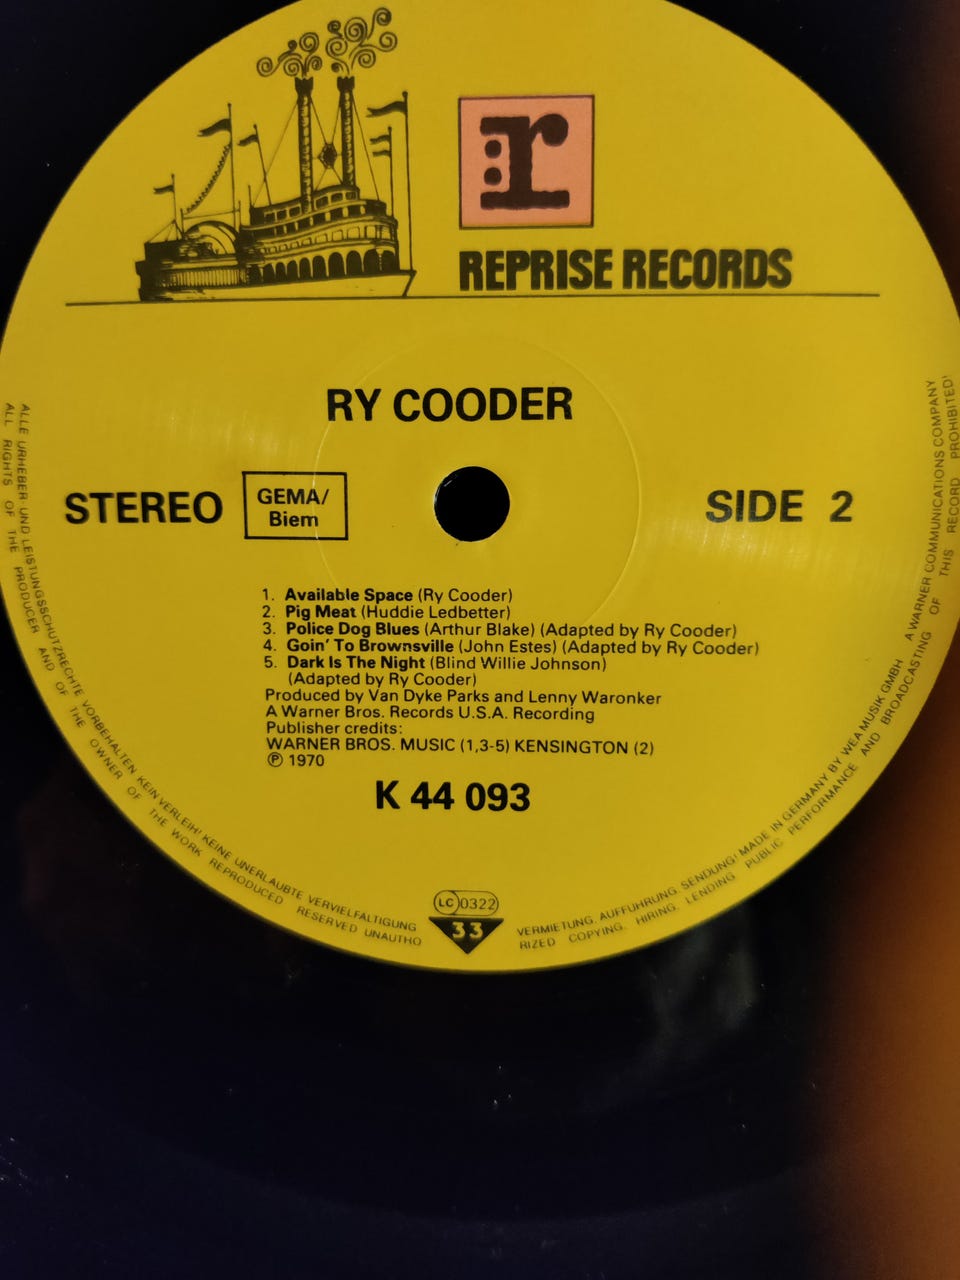 r
REPRISE RECORDS
RY COODER
STEREO
GEMA/
Biem
SIDE 2
1. Available Space (Ry Cooder)
2. Pig Meat (Huddie Ledbetter)
3. Police Dog Blues (Arthur Blake) (Adapted by Ry Cooder)
4. Goin' To Brownsville (John Estes) (Adapted by Ry Cooder)
5. Dark Is The Night (Blind Willie Johnson)
(Adapted by Ry Cooder)
Produced by Van Dyke Parks and Lenny Waronker
A Warner Bros. Records U.S.A. Recording
Publisher credits:
WARNER BROS. MUSIC (1,3-5) KENSINGTON (2)
℗ 1970
K 44 093
LC 0322
33
ALLE URHEBER- UND LEISTUNGSSCHUTZRECHTE VORBEHALTEN KEIN VERLEIH! KEINE UNERLAUBTE VERVIELFALTIGUNG
VERMIETUNG, AUFFUHRUNG, SENDUNG! MADE IN GERMANY BY WEA MUSIK GMBH A WARNER COMMUNICATIONS COMPANY
ALL RIGHTS OF THE PRODUCER AND OF THE OWNER OF THE WORK REPRODUCED RESERVED UNAUTHO
RIZED COPYING, HIRING, LENDING PUBLIC PERFORMANCE AND BROADCASTING OF THIS RECORD PROHIBITED!